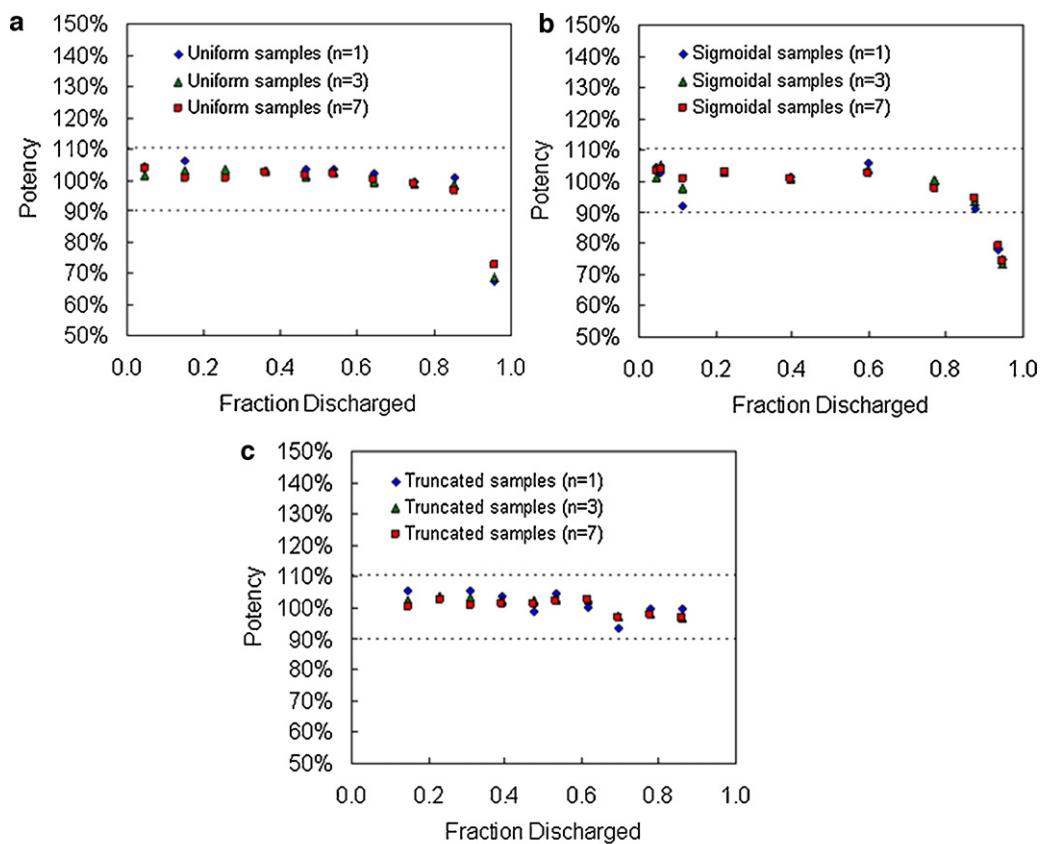 a
150%
140%
130%
120%
110%
100%
90%
80%
70%
60%
50%
Potency
Uniform samples (n=1)
Uniform samples (n=3)
Uniform samples (n=7)
0.0 0.2 0.4 0.6 0.8 1.0
Fraction Discharged
b
150%
140%
130%
120%
110%
100%
90%
80%
70%
60%
50%
Potency
Sigmoidal samples (n=1)
Sigmoidal samples (n=3)
Sigmoidal samples (n=7)
0.0 0.2 0.4 0.6 0.8 1.0
Fraction Discharged
c
150%
140%
130%
120%
110%
100%
90%
80%
70%
60%
50%
Potency
Truncated samples (n=1)
Truncated samples (n=3)
Truncated samples (n=7)
0.0 0.2 0.4 0.6 0.8 1.0
Fraction Discharged